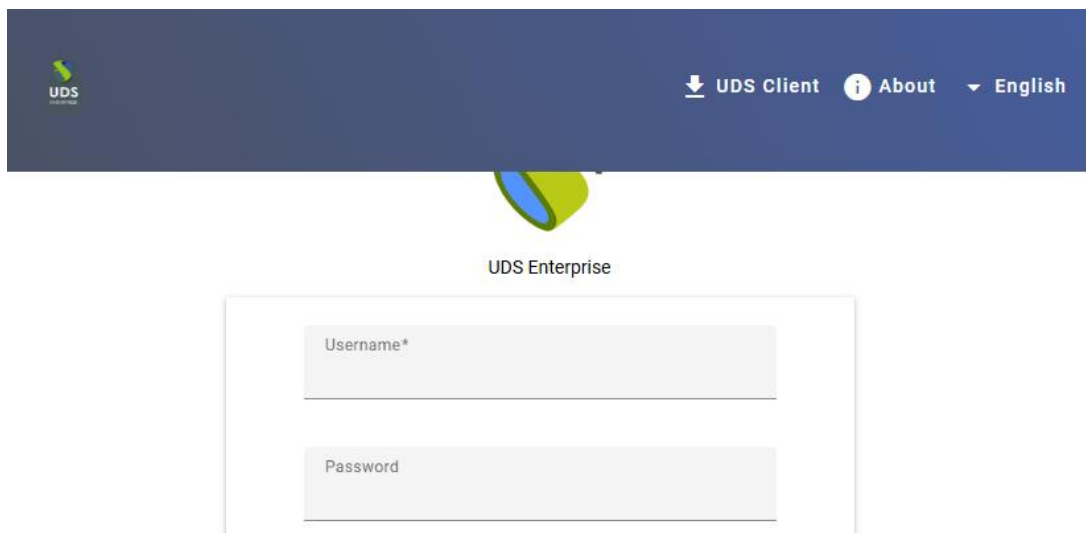 UDS
UDS Client
About
English
UDS Enterprise
Username*
Password